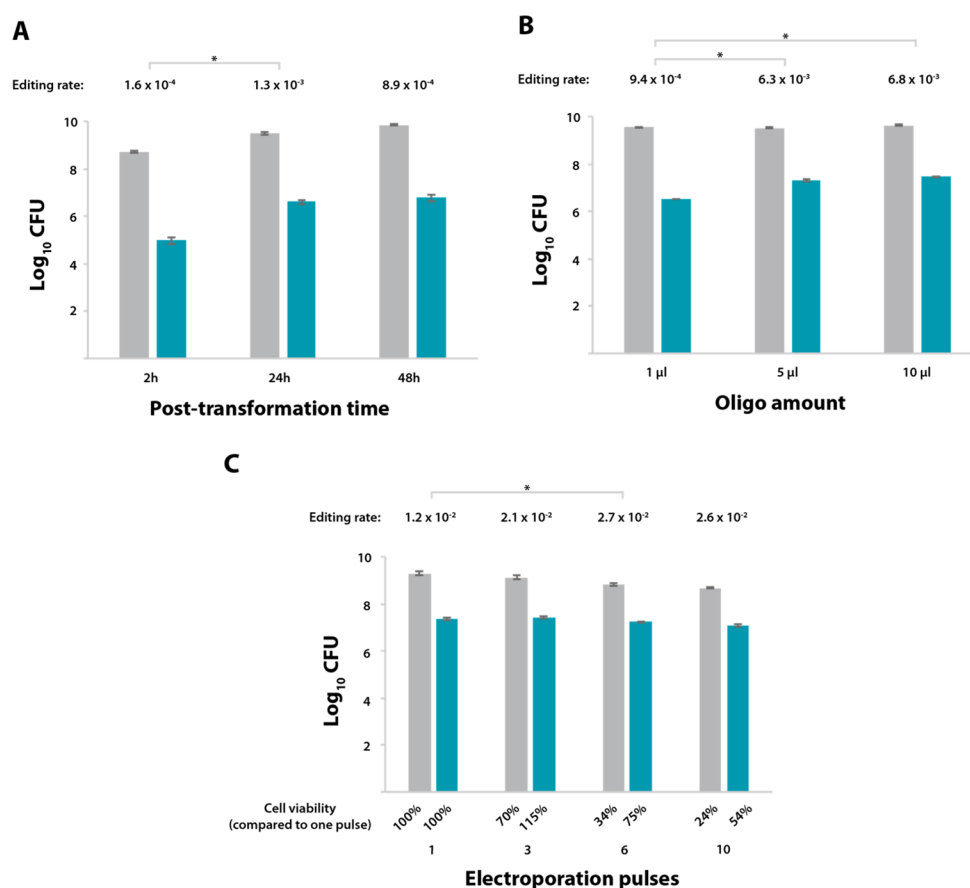 A
*
Editing rate: 1.6 x 10⁻⁴ 1.3 x 10⁻³ 8.9 x 10⁻⁴
10
8
6
4
2
Log₁₀ CFU
2h 24h 48h
Post-transformation time
B
*
*
Editing rate: 9.4 x 10⁻⁴ 6.3 x 10⁻³ 6.8 x 10⁻³
10
8
6
4
2
Log₁₀ CFU
1 µl 5 µl 10 µl
Oligo amount
C
*
Editing rate: 1.2 x 10⁻² 2.1 x 10⁻² 2.7 x 10⁻² 2.6 x 10⁻²
10
8
6
4
2
Log₁₀ CFU
Cell viability
(compared to one pulse)
100% 100% 70% 115% 34% 75% 24% 54%
1 3 6 10
Electroporation pulses